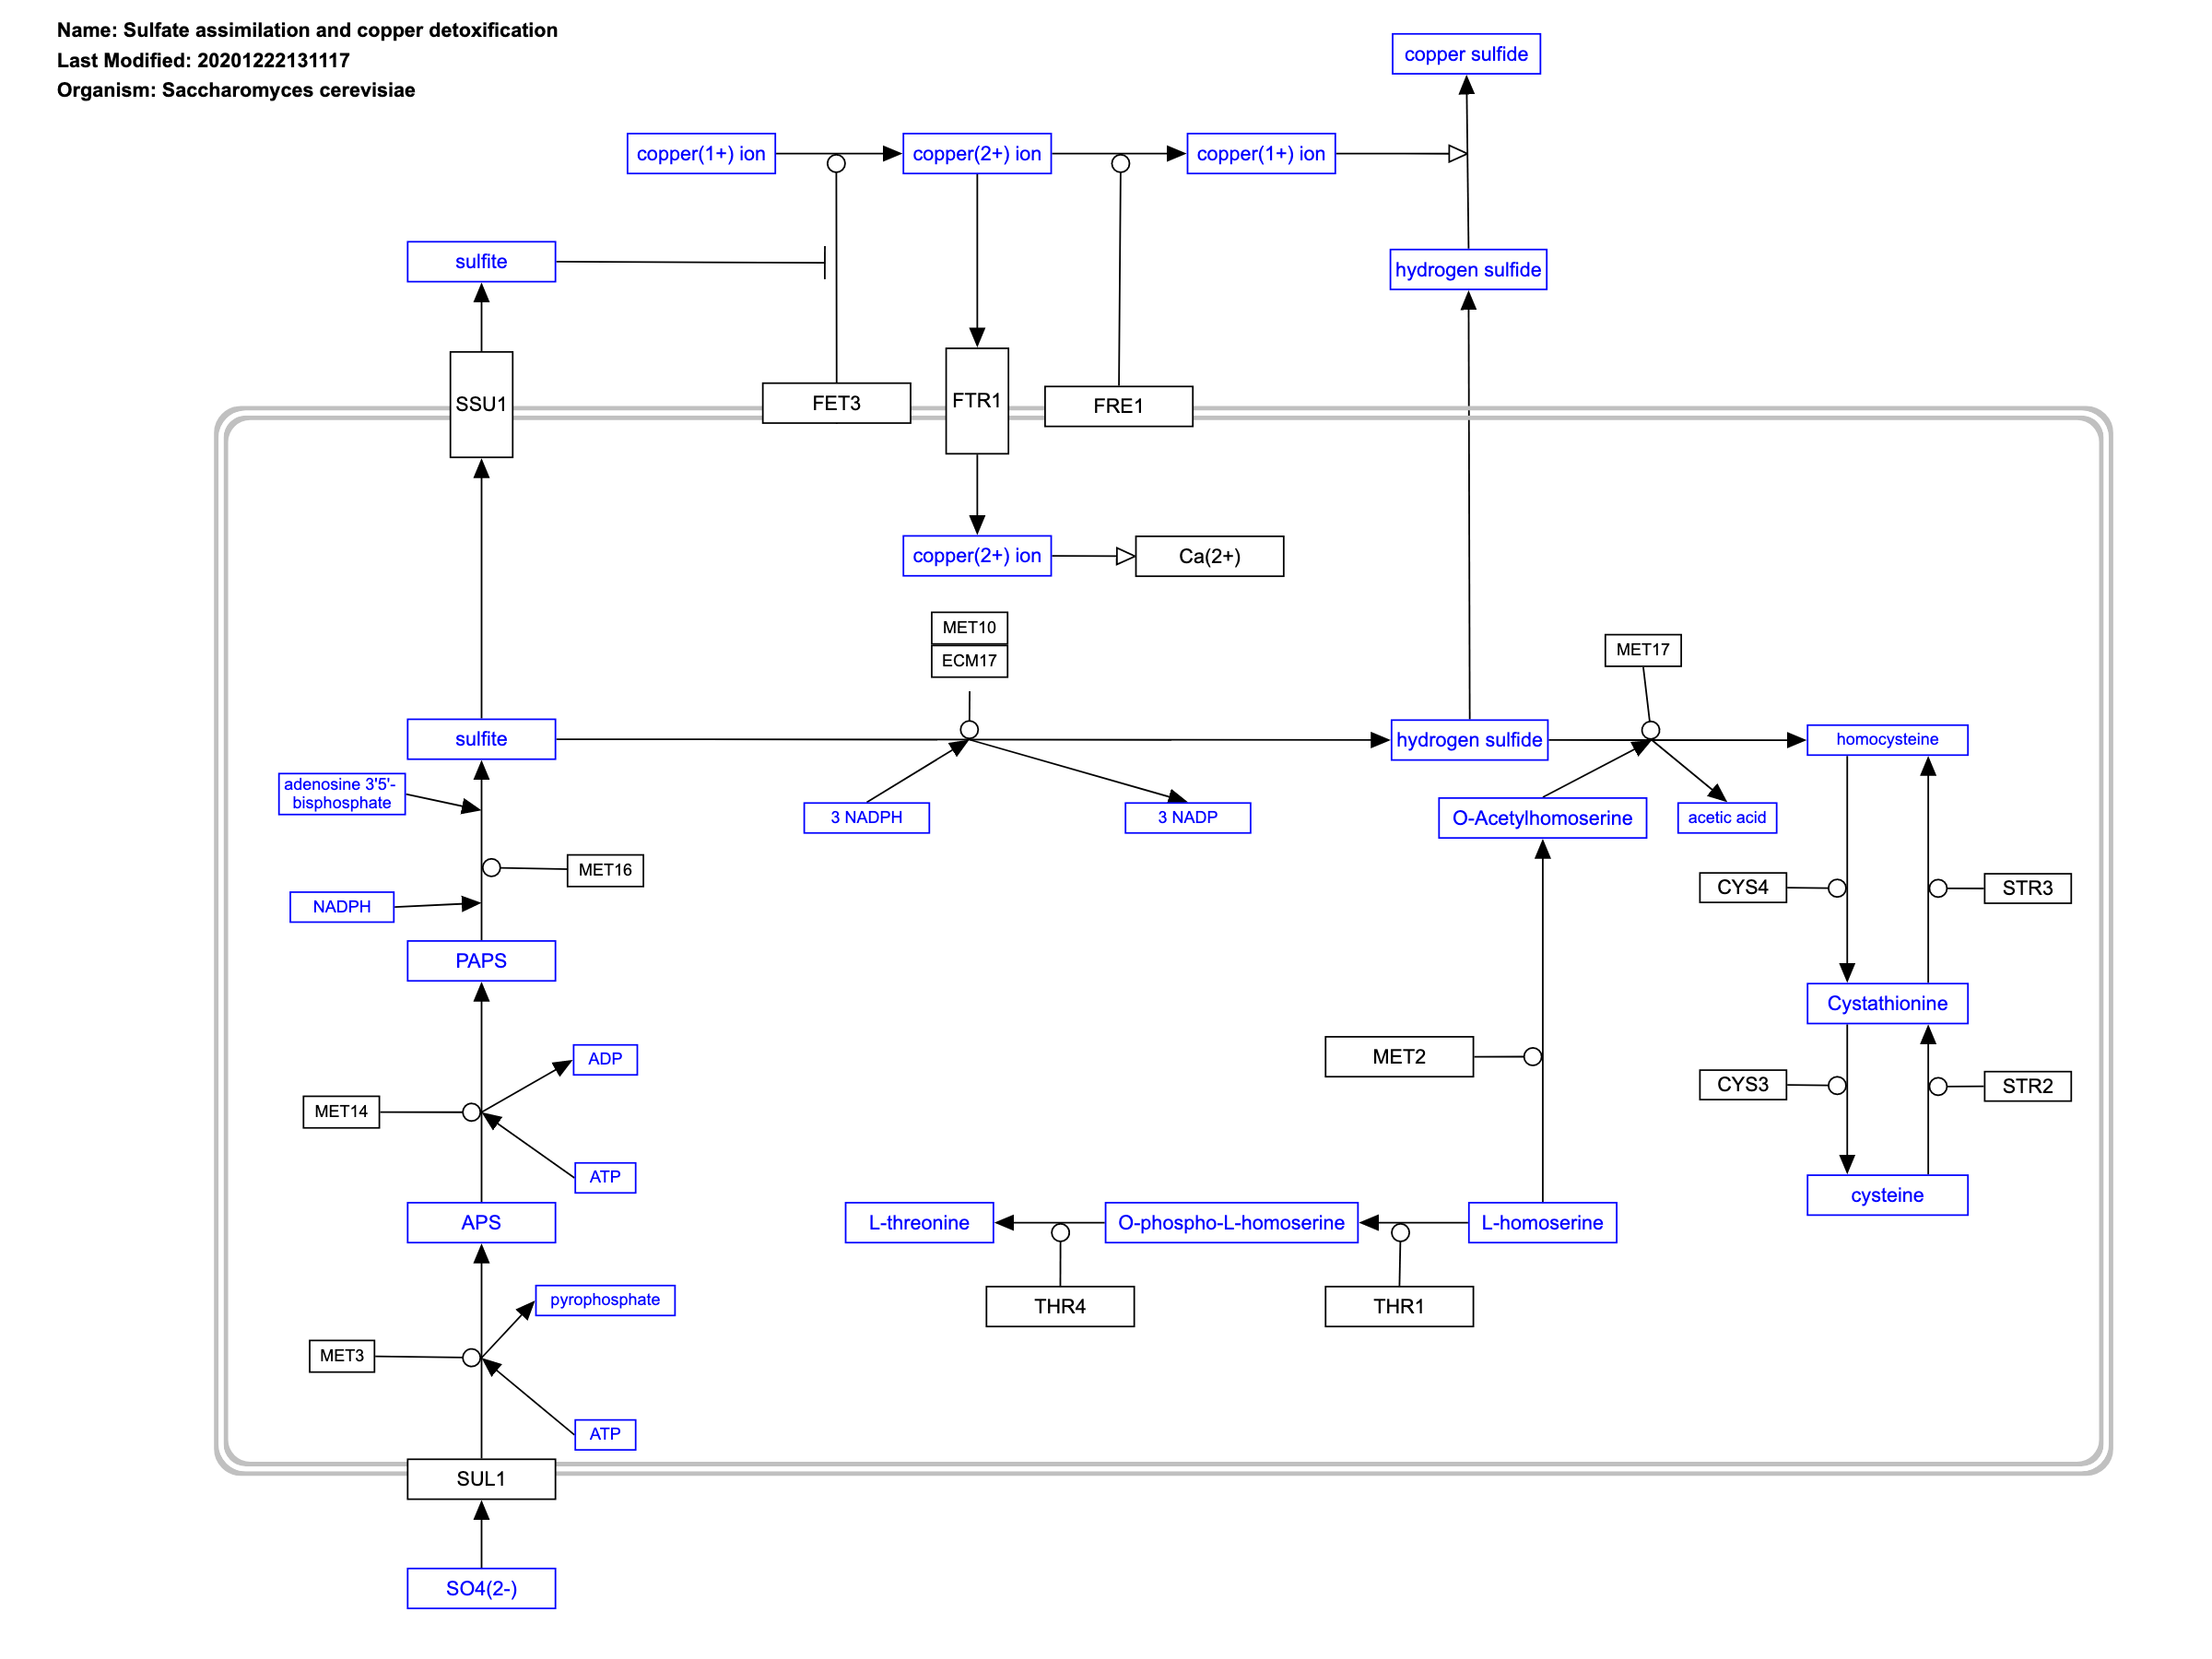 Name: Sulfate assimilation and copper detoxification
Last Modified: 20201222131117
Organism: Saccharomyces cerevisiae
copper sulfide
copper(1+) ion
copper(2+) ion
copper(1+) ion
sulfite
hydrogen sulfide
SSU1
FET3
FTR1
FRE1
copper(2+) ion
Ca(2+)
MET10
ECM17
MET17
sulfite
hydrogen sulfide
homocysteine
adenosine 3'5'-
bisphosphate
3 NADPH
3 NADP
O-Acetylhomoserine
acetic acid
MET16
CYS4
STR3
NADPH
PAPS
Cystathionine
ADP
MET2
CYS3
STR2
MET14
ATP
cysteine
APS
L-threonine
O-phospho-L-homoserine
L-homoserine
pyrophosphate
THR4
THR1
MET3
ATP
SUL1
SO4(2-)